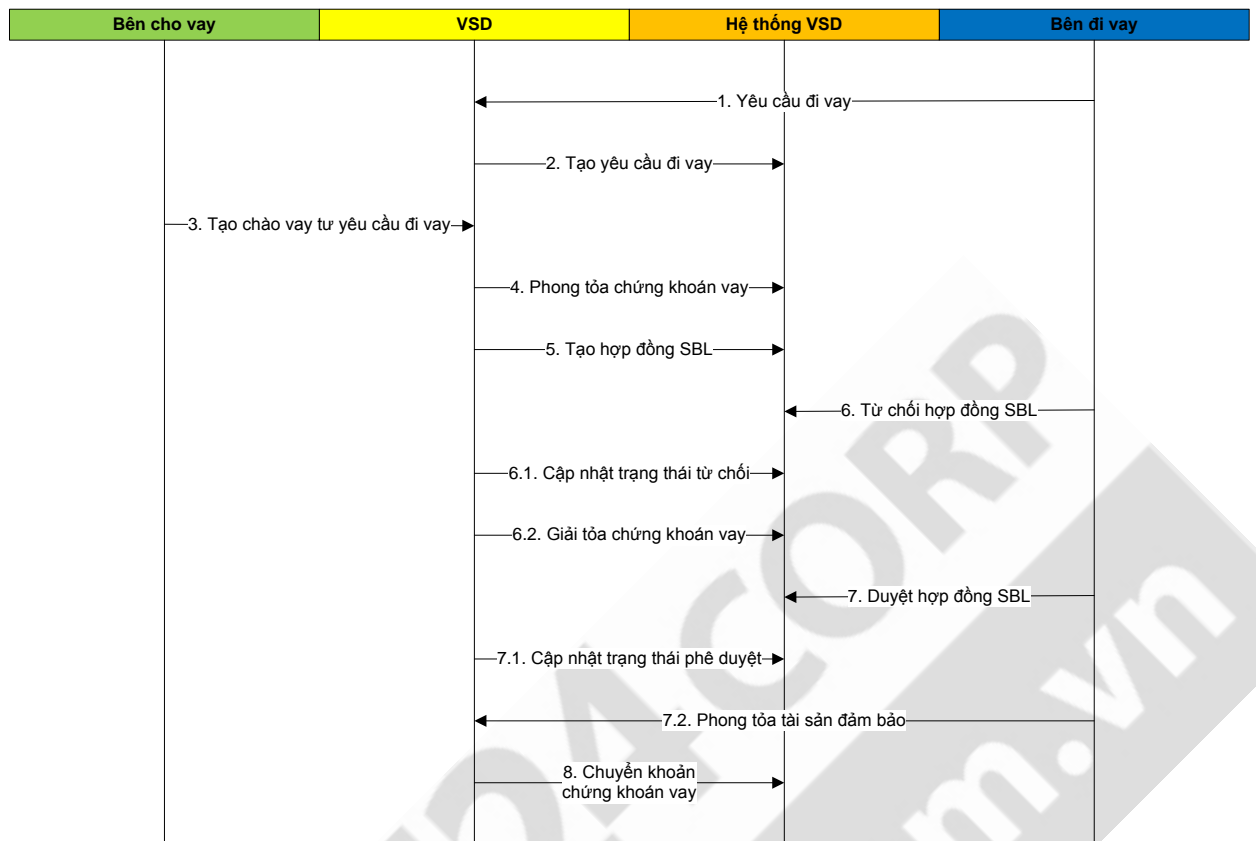 Bên cho vay
VSD
Hệ thống VSD
Bên đi vay
1. Yêu cầu đi vay
2. Tạo yêu cầu đi vay
3. Tạo chào vay tư yêu cầu đi vay
4. Phong tỏa chứng khoán vay
5. Tạo hợp đồng SBL
6. Từ chối hợp đồng SBL
6.1. Cập nhật trạng thái từ chối
6.2. Giải tỏa chứng khoán vay
7. Duyệt hợp đồng SBL
7.1. Cập nhật trạng thái phê duyệt
7.2. Phong tỏa tài sản đảm bảo
8. Chuyển khoản
chứng khoán vay
24CORP
m.vn